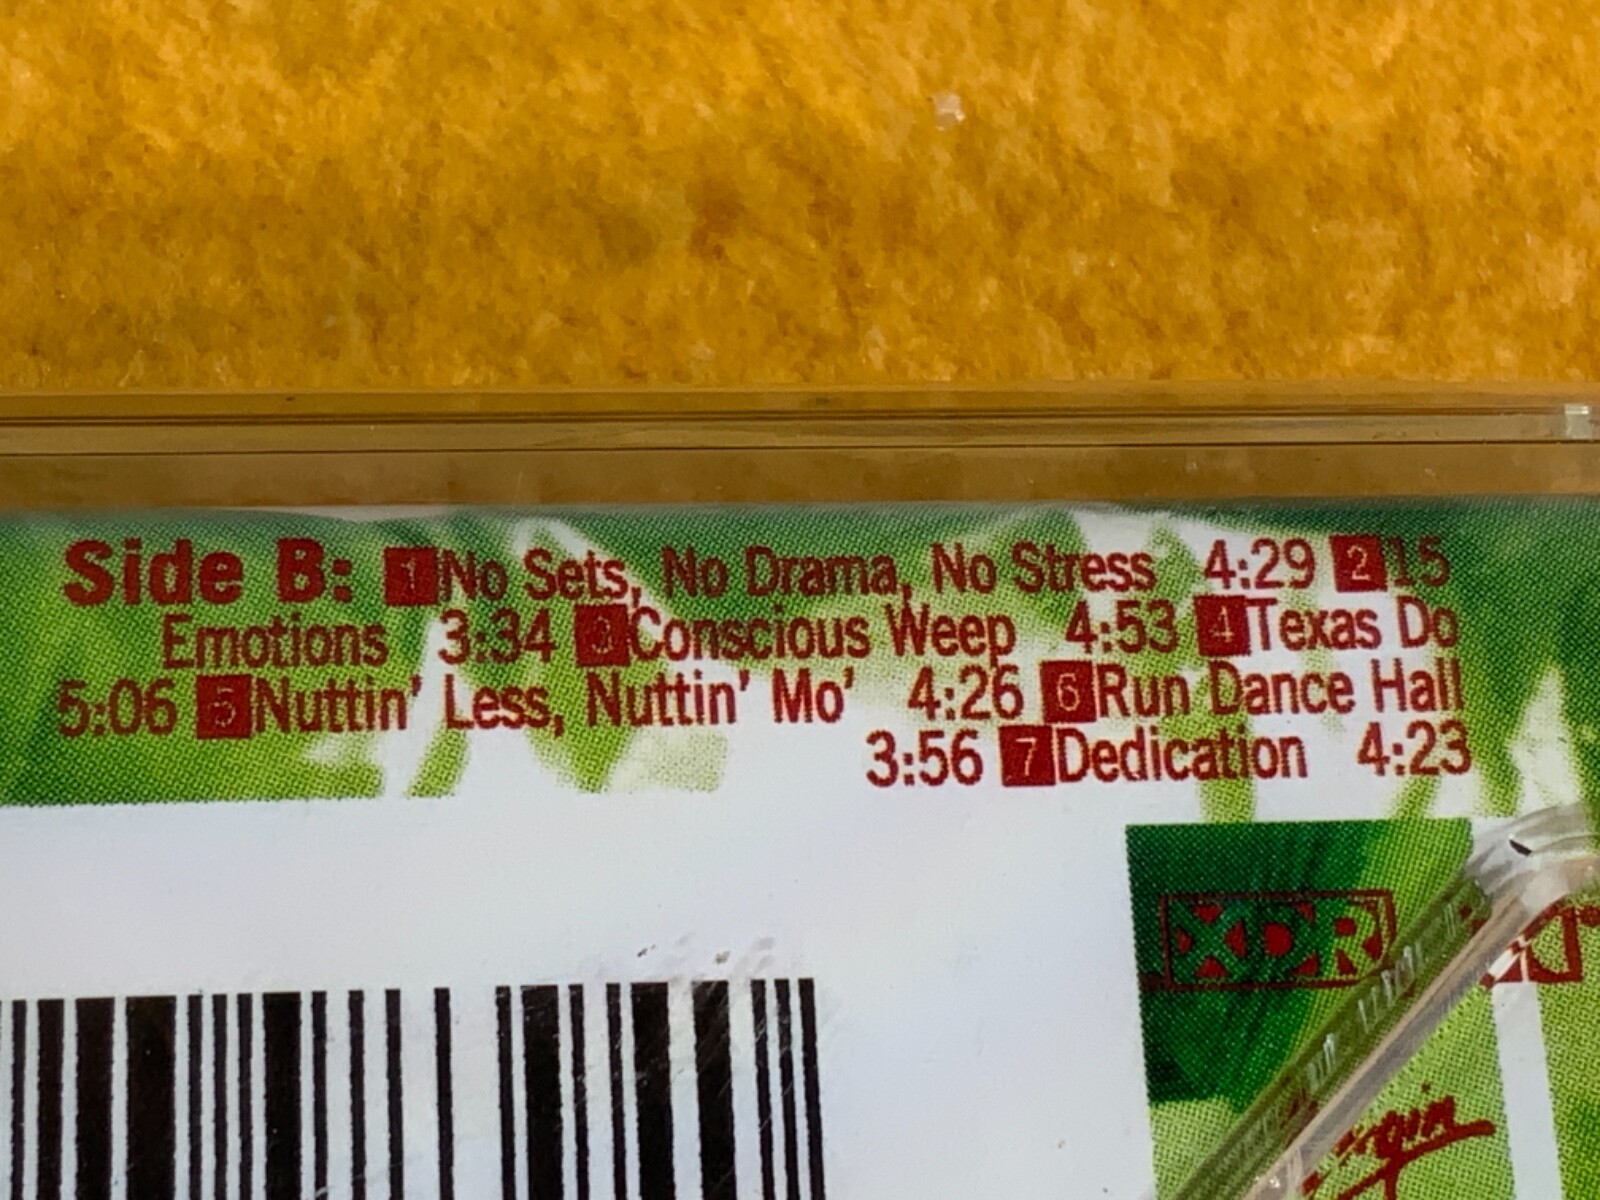 Side B: 1 No Sets, No Drama, No Stress 4:29 2 15
Emotions 3:34 3 Conscious Weep 4:53 4 Texas Do
5:06 5 Nuttin' Less, Nuttin' Mo' 4:26 6 Run Dance Hall
3:56 7 Dedication 4:23
XDR